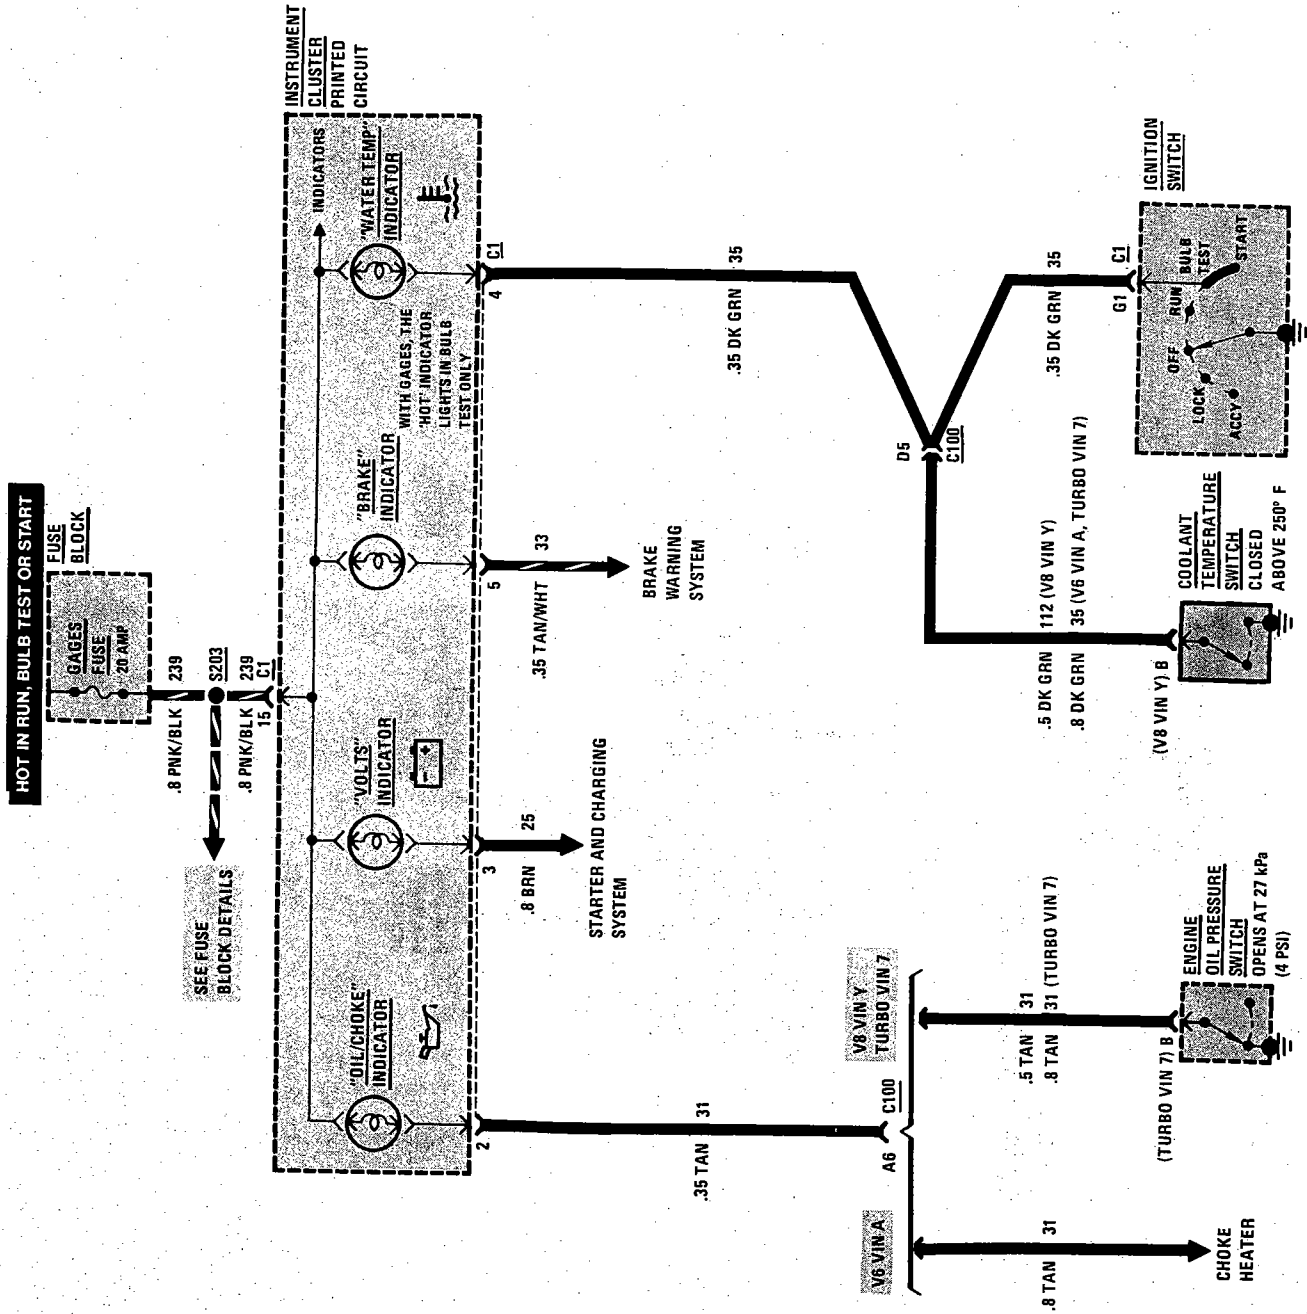 HOT IN RUN, BULB TEST OR START
FUSE
BLOCK
GAGES
FUSE
20 AMP
.8 PNK/BLK 239
S203
.8 PNK/BLK 239
15 C1
SEE FUSE
BLOCK DETAILS
INSTRUMENT
CLUSTER
PRINTED
CIRCUIT
INDICATORS
"OIL/CHOKE"
INDICATOR
"VOLTS"
INDICATOR
- +
"BRAKE"
INDICATOR
"WATER TEMP"
INDICATOR
WITH GAGES, THE
'HOT' INDICATOR
LIGHTS IN BULB
TEST ONLY
2
3
5
4 C1
.8 BRN 25
STARTER AND CHARGING
SYSTEM
.35 TAN/WHT 33
BRAKE
WARNING
SYSTEM
.35 TAN 31
.35 DK GRN 35
A6 C100
V6 VIN A
V8 VIN Y
TURBO VIN 7
D5
C100
.8 TAN 31
CHOKE
HEATER
.5 TAN 31
.8 TAN 31 (TURBO VIN 7)
(TURBO VIN 7) B
ENGINE
OIL PRESSURE
SWITCH
OPENS AT 27 kPa
(4 PSI)
.5 DK GRN 112 (V8 VIN Y)
.8 DK GRN 35 (V6 VIN A, TURBO VIN 7)
(V8 VIN Y) B
COOLANT
TEMPERATURE
SWITCH
CLOSED
ABOVE 250° F
.35 DK GRN 35
G1 C1
IGNITION
SWITCH
ACCY
LOCK
OFF
RUN
BULB
TEST
START